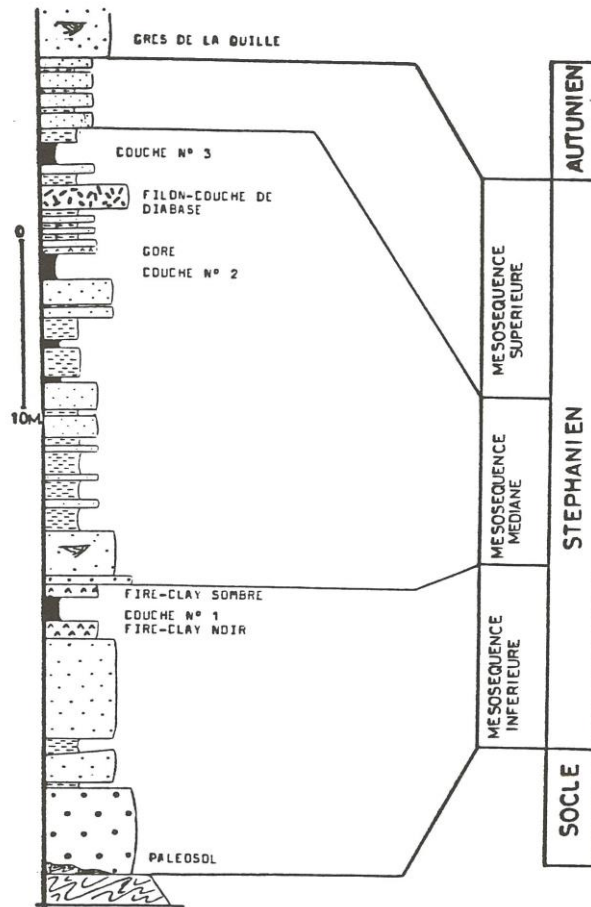 GRES DE LA QUILLE
COUCHE N° 3
FILON-COUCHE DE
DIABASE
0
GORE
COUCHE N° 2
10M.
FIRE-CLAY SOMBRE
COUCHE N° 1
FIRE-CLAY NOIR
PALEOSOL
MESOSEQUENCE
SUPERIEURE
MESOSEQUENCE
MEDIANE
MESOSEQUENCE
INFERIEURE
AUTUNIEN
STEPHANIEN
SOCLE